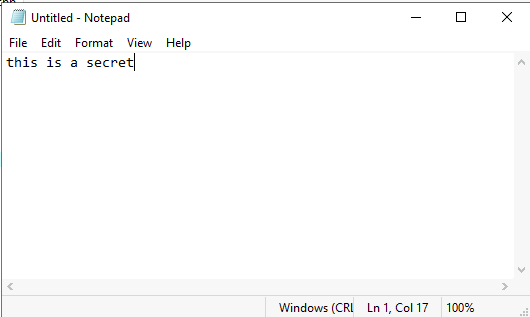 Untitled - Notepad
File Edit Format View Help
this is a secret
Windows (CRL Ln 1, Col 17 100%